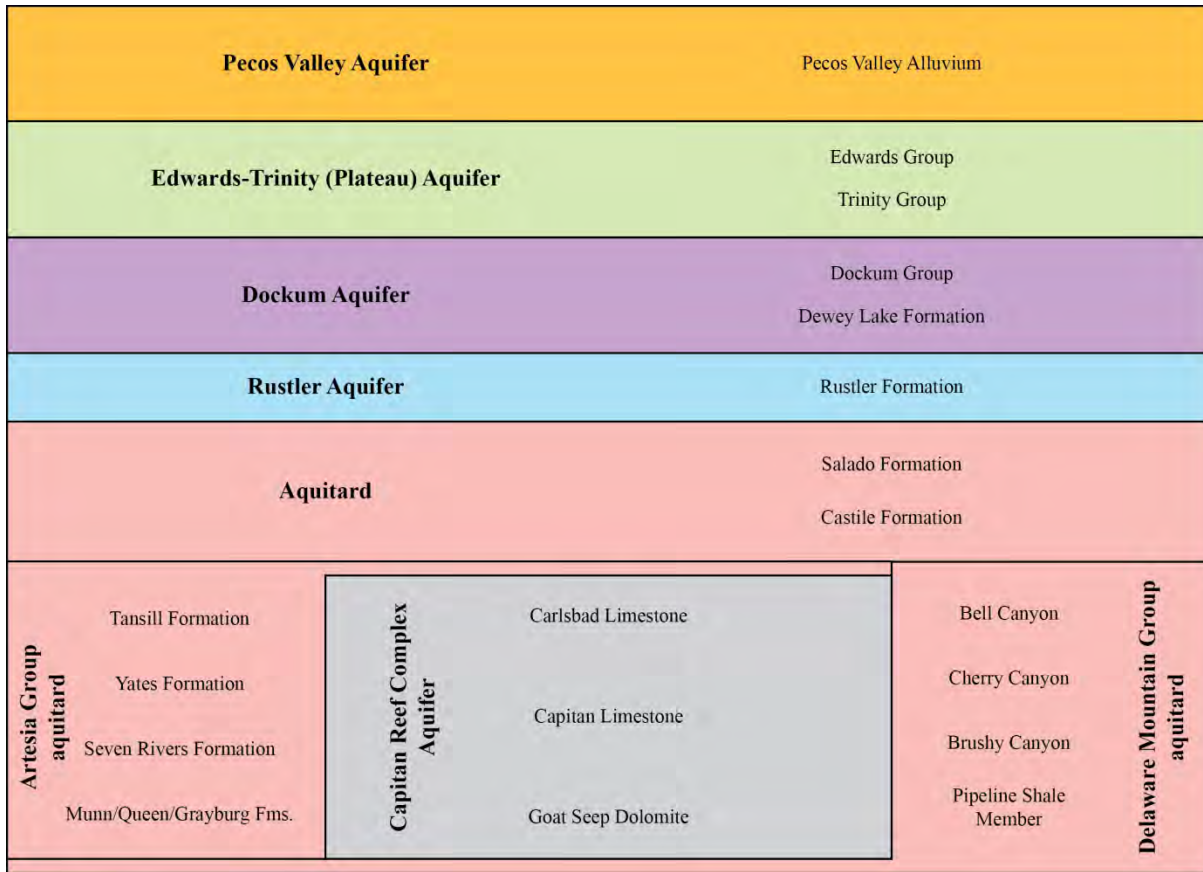 Pecos Valley Aquifer
Pecos Valley Alluvium
Edwards-Trinity (Plateau) Aquifer
Edwards Group
Trinity Group
Dockum Aquifer
Dockum Group
Dewey Lake Formation
Rustler Aquifer
Rustler Formation
Aquitard
Salado Formation
Castile Formation
Artesia Group
aquitard
Tansill Formation
Yates Formation
Seven Rivers Formation
Munn/Queen/Grayburg Fms.
Capitan Reef Complex
Aquifer
Carlsbad Limestone
Capitan Limestone
Goat Seep Dolomite
Bell Canyon
Cherry Canyon
Brushy Canyon
Pipeline Shale
Member
Delaware Mountain Group
aquitard